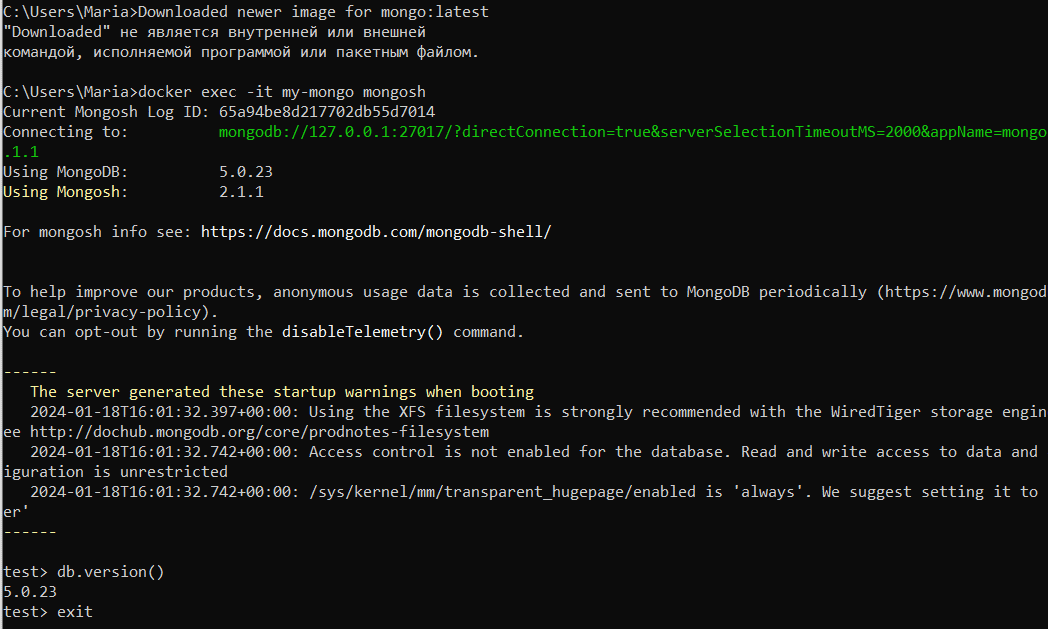 C:\Users\Maria>Downloaded newer image for mongo:latest
"Downloaded" не является внутренней или внешней
командой, исполняемой программой или пакетным файлом.
C:\Users\Maria>docker exec -it my-mongo mongosh
Current Mongosh Log ID: 65a94be8d217702db55d7014
Connecting to:          mongodb://127.0.0.1:27017/?directConnection=true&serverSelectionTimeoutMS=2000&appName=mongo
.1.1
Using MongoDB:          5.0.23
Using Mongosh:          2.1.1
For mongosh info see: https://docs.mongodb.com/mongodb-shell/
To help improve our products, anonymous usage data is collected and sent to MongoDB periodically (https://www.mongod
m/legal/privacy-policy).
You can opt-out by running the disableTelemetry() command.
------
   The server generated these startup warnings when booting
   2024-01-18T16:01:32.397+00:00: Using the XFS filesystem is strongly recommended with the WiredTiger storage engin
ee http://dochub.mongodb.org/core/prodnotes-filesystem
   2024-01-18T16:01:32.742+00:00: Access control is not enabled for the database. Read and write access to data and
iguration is unrestricted
   2024-01-18T16:01:32.742+00:00: /sys/kernel/mm/transparent_hugepage/enabled is 'always'. We suggest setting it to
er'
------
test> db.version()
5.0.23
test> exit